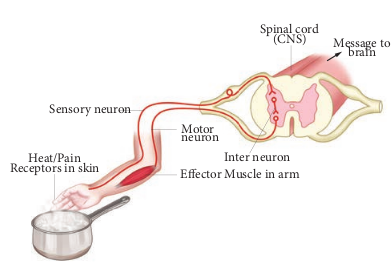 Spinal cord
(CNS)
Message to
brain
Sensory neuron
Motor
neuron
Inter neuron
Heat/Pain
Receptors in skin
Effector Muscle in arm